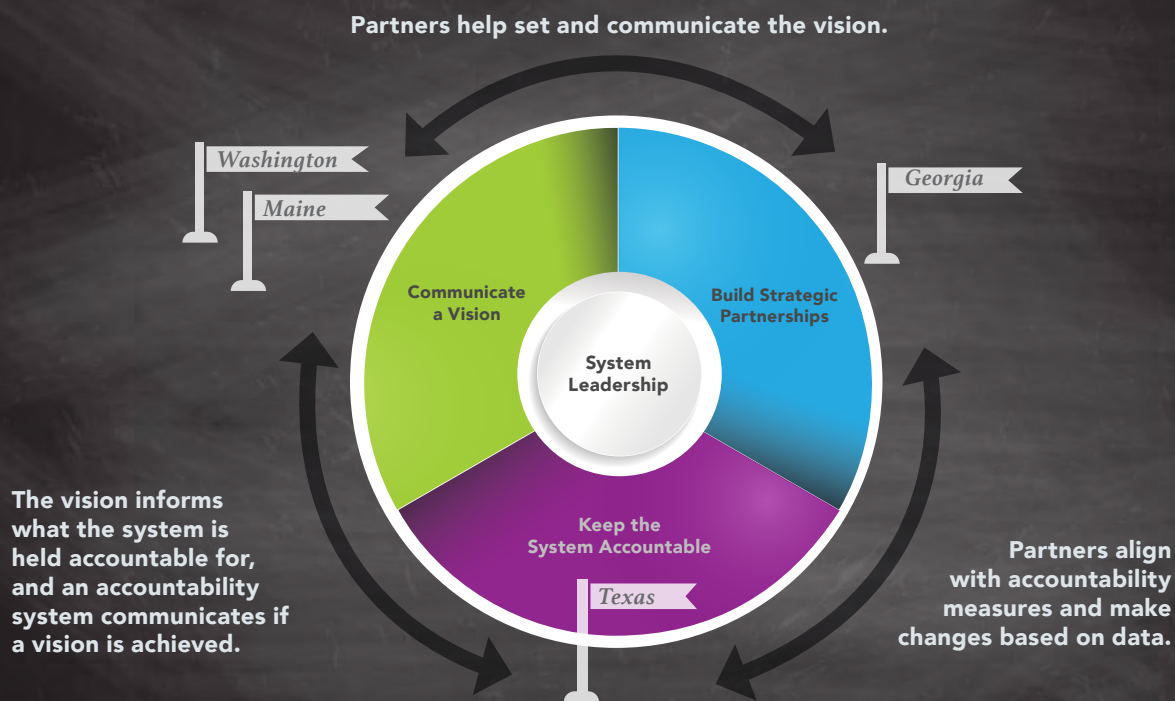 Partners help set and communicate the vision.
Washington
Maine
Georgia
Communicate
a Vision
Build Strategic
Partnerships
System
Leadership
Keep the
System Accountable
Texas
The vision informs
what the system is
held accountable for,
and an accountability
system communicates if
a vision is achieved.
Partners align
with accountability
measures and make
changes based on data.